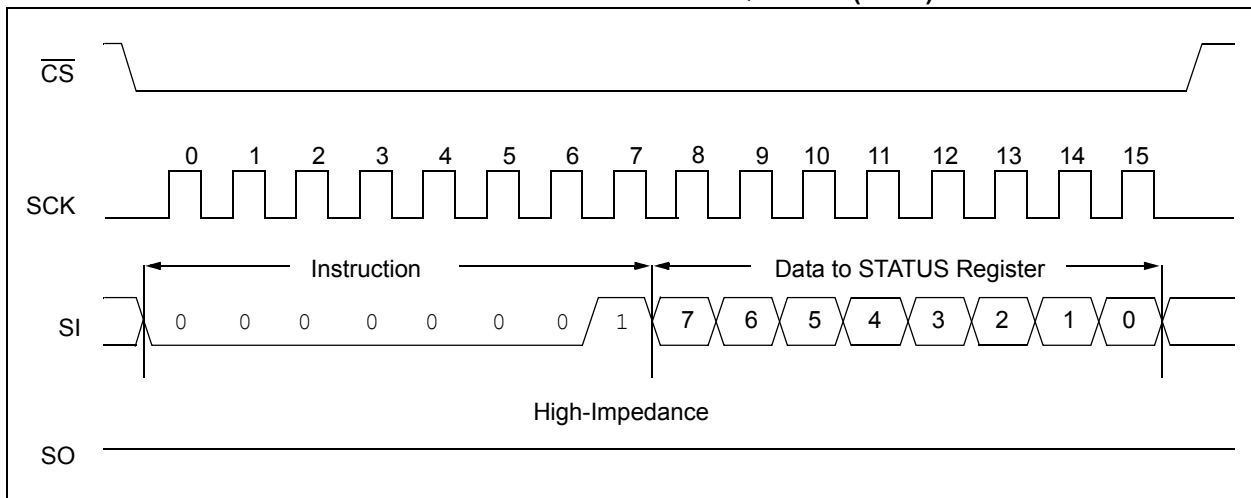 CS
0 1 2 3 4 5 6 7 8 9 10 11 12 13 14 15
SCK
Instruction Data to STATUS Register
SI 0 0 0 0 0 0 0 1 7 6 5 4 3 2 1 0
High-Impedance
SO